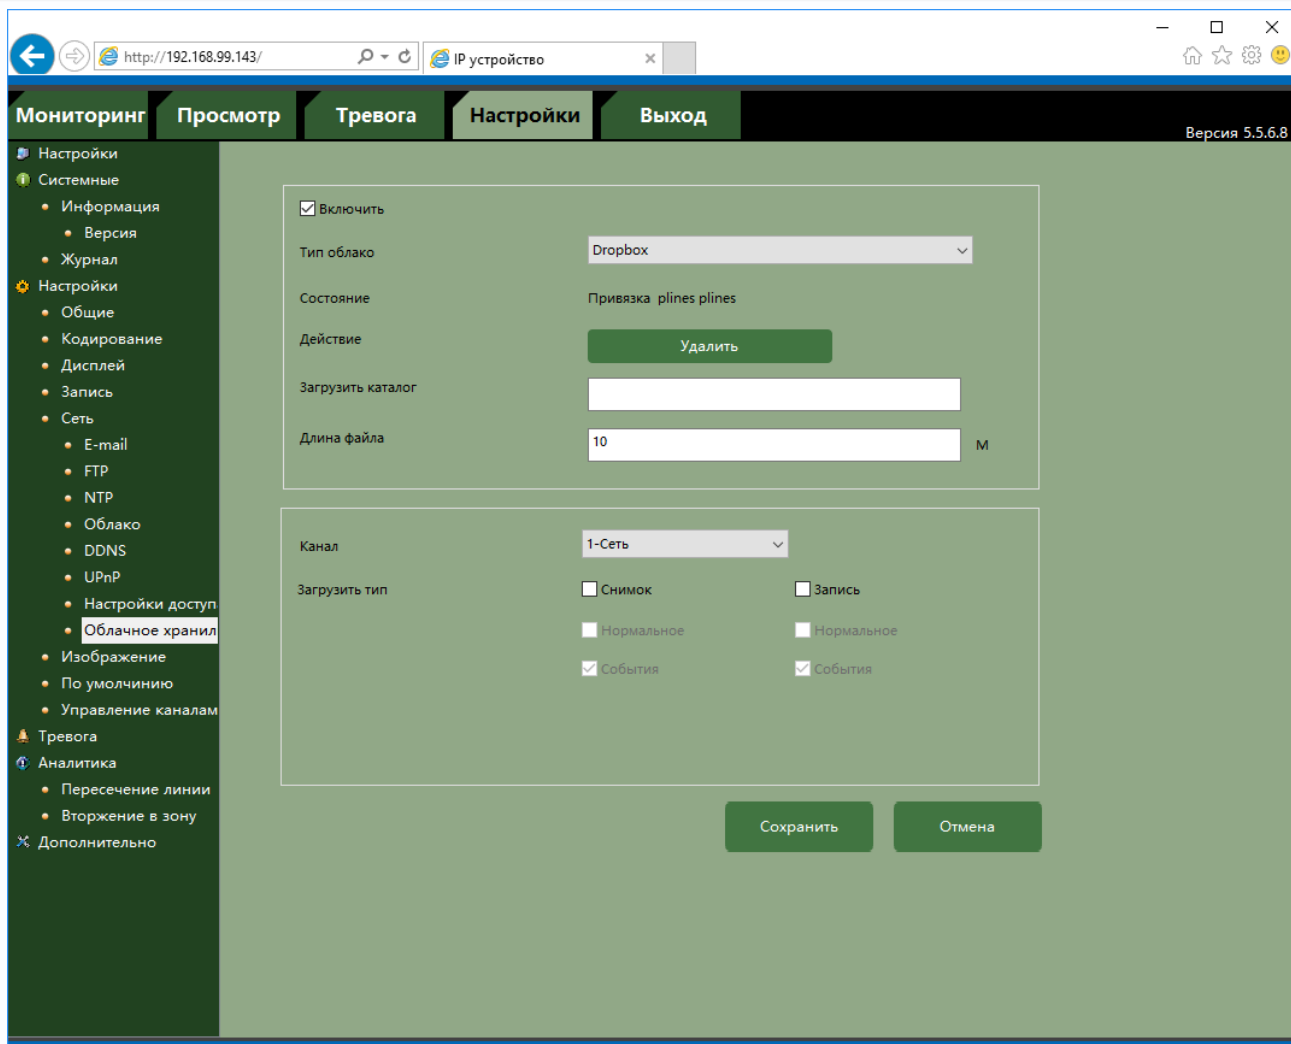 http://192.168.99.143/
IP устройство
Мониторинг
Просмотр
Тревога
Настройки
Выход
Версия 5.5.6.8
Настройки
Системные
Информация
Версия
Журнал
Настройки
Общие
Кодирование
Дисплей
Запись
Сеть
E-mail
FTP
NTP
Облако
DDNS
UPnP
Настройки доступ
Облачное хранил
Изображение
По умолчанию
Управление каналам
Тревога
Аналитика
Пересечение линии
Вторжение в зону
Дополнительно
Включить
Тип облако
Dropbox
Состояние
Привязка plines plines
Действие
Удалить
Загрузить каталог
Длина файла
10
M
Канал
1-Сеть
Загрузить тип
Снимок
Запись
Нормальное
Нормальное
События
События
Сохранить
Отмена